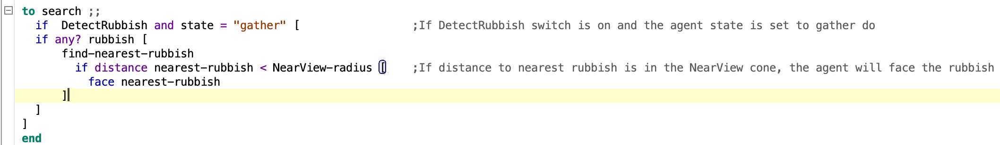 to search ;;
if  DetectRubbish and state = "gather" [ ;If DetectRubbish switch is on and the agent state is set to gather do
if any? rubbish [
find-nearest-rubbish
if distance nearest-rubbish < NearView-radius [ ;If distance to nearest rubbish is in the NearView cone, the agent will face the rubbish
face nearest-rubbish
]
]
]
end